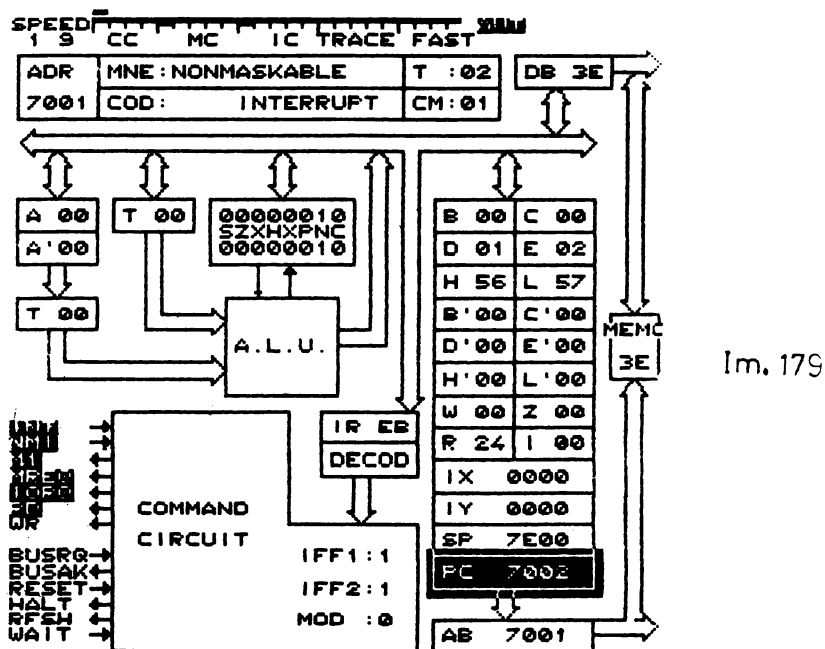 SPEED
1 9 CC MC IC TRACE FAST
ADR MNE:NONMASKABLE T :02 DB 3E
7001 COD: INTERRUPT CM:01
A 00 T 00 00000010 B 00 C 00
A'00 SZXHXPNC D 01 E 02
00000010
H 56 L 57
T 00 B'00 C'00 MEMC
A.L.U. D'00 E'00 3E
Im. 179
H'00 L'00
W 00 Z 00
IR EB R 24 I 00
DECOD IX 0000
COMMAND IY 0000
WR
CIRCUIT SP 7E00
BUSRQ IFF1:1 PC 7002
BUSAK
RESET IFF2:1
HALT
RFSH MOD :0
WAIT AB 7001